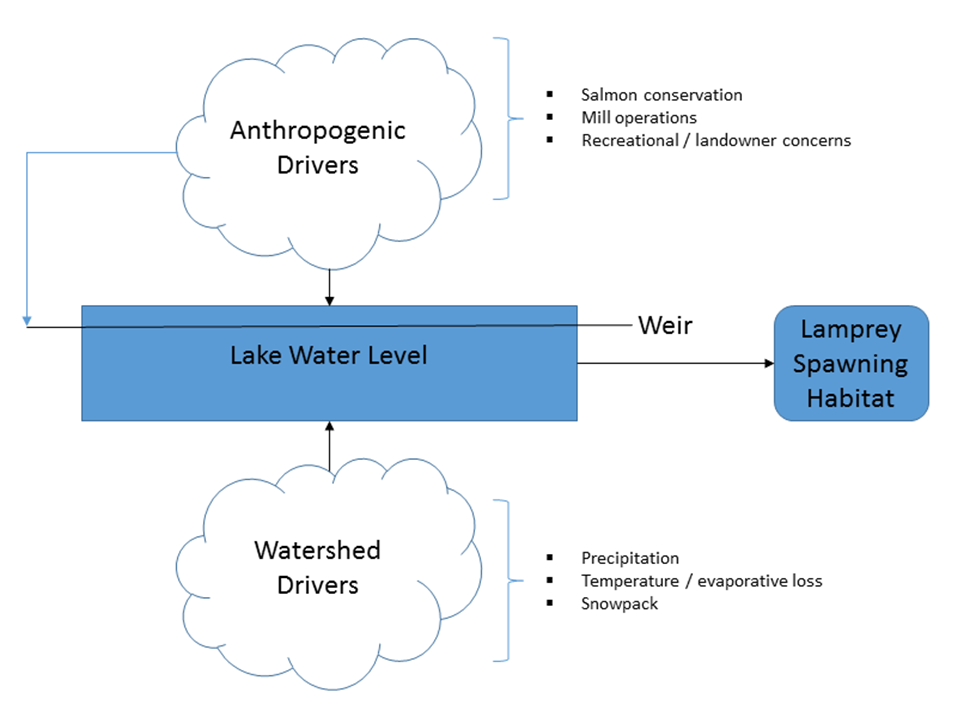 Anthropogenic
Drivers
▪ Salmon conservation
▪ Mill operations
▪ Recreational / landowner concerns
Weir
Lake Water Level
Lamprey
Spawning
Habitat
Watershed
Drivers
▪ Precipitation
▪ Temperature / evaporative loss
▪ Snowpack